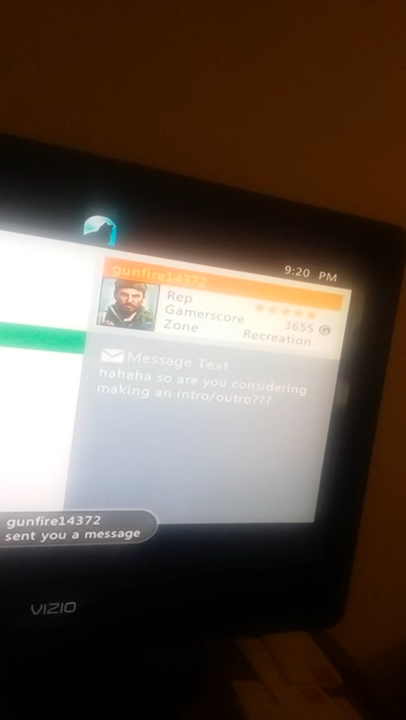 9:20 PM
gunfire14372
Rep
Gamerscore 3655 G
Zone Recreation
Message Text
hahaha so are you considering
making an intro/outro???
gunfire14372
sent you a message
VIZIO